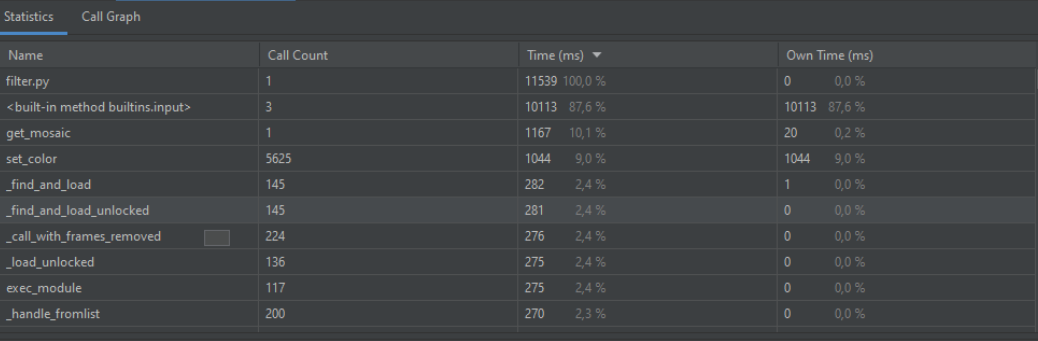 Statistics Call Graph
Name Call Count Time (ms) Own Time (ms)
filter.py 1 11539 100,0 % 0 0,0 %
<built-in method builtins.input> 3 10113 87,6 % 10113 87,6 %
get_mosaic 1 1167 10,1 % 20 0,2 %
set_color 5625 1044 9,0 % 1044 9,0 %
_find_and_load 145 282 2,4 % 1 0,0 %
_find_and_load_unlocked 145 281 2,4 % 0 0,0 %
_call_with_frames_removed 224 276 2,4 % 0 0,0 %
_load_unlocked 136 275 2,4 % 0 0,0 %
exec_module 117 275 2,4 % 0 0,0 %
_handle_fromlist 200 270 2,3 % 0 0,0 %